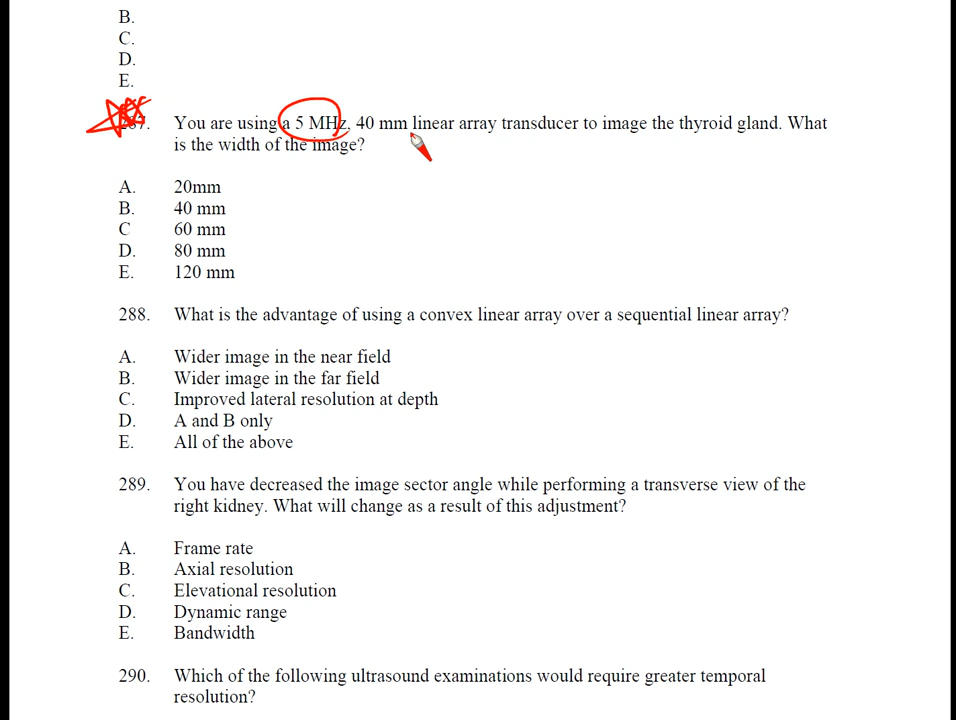 B.
C.
D.
E.
287. You are using a 5 MHz, 40 mm linear array transducer to image the thyroid gland. What
is the width of the image?
A. 20mm
B. 40 mm
C 60 mm
D. 80 mm
E. 120 mm
288. What is the advantage of using a convex linear array over a sequential linear array?
A. Wider image in the near field
B. Wider image in the far field
C. Improved lateral resolution at depth
D. A and B only
E. All of the above
289. You have decreased the image sector angle while performing a transverse view of the
right kidney. What will change as a result of this adjustment?
A. Frame rate
B. Axial resolution
C. Elevational resolution
D. Dynamic range
E. Bandwidth
290. Which of the following ultrasound examinations would require greater temporal
resolution?